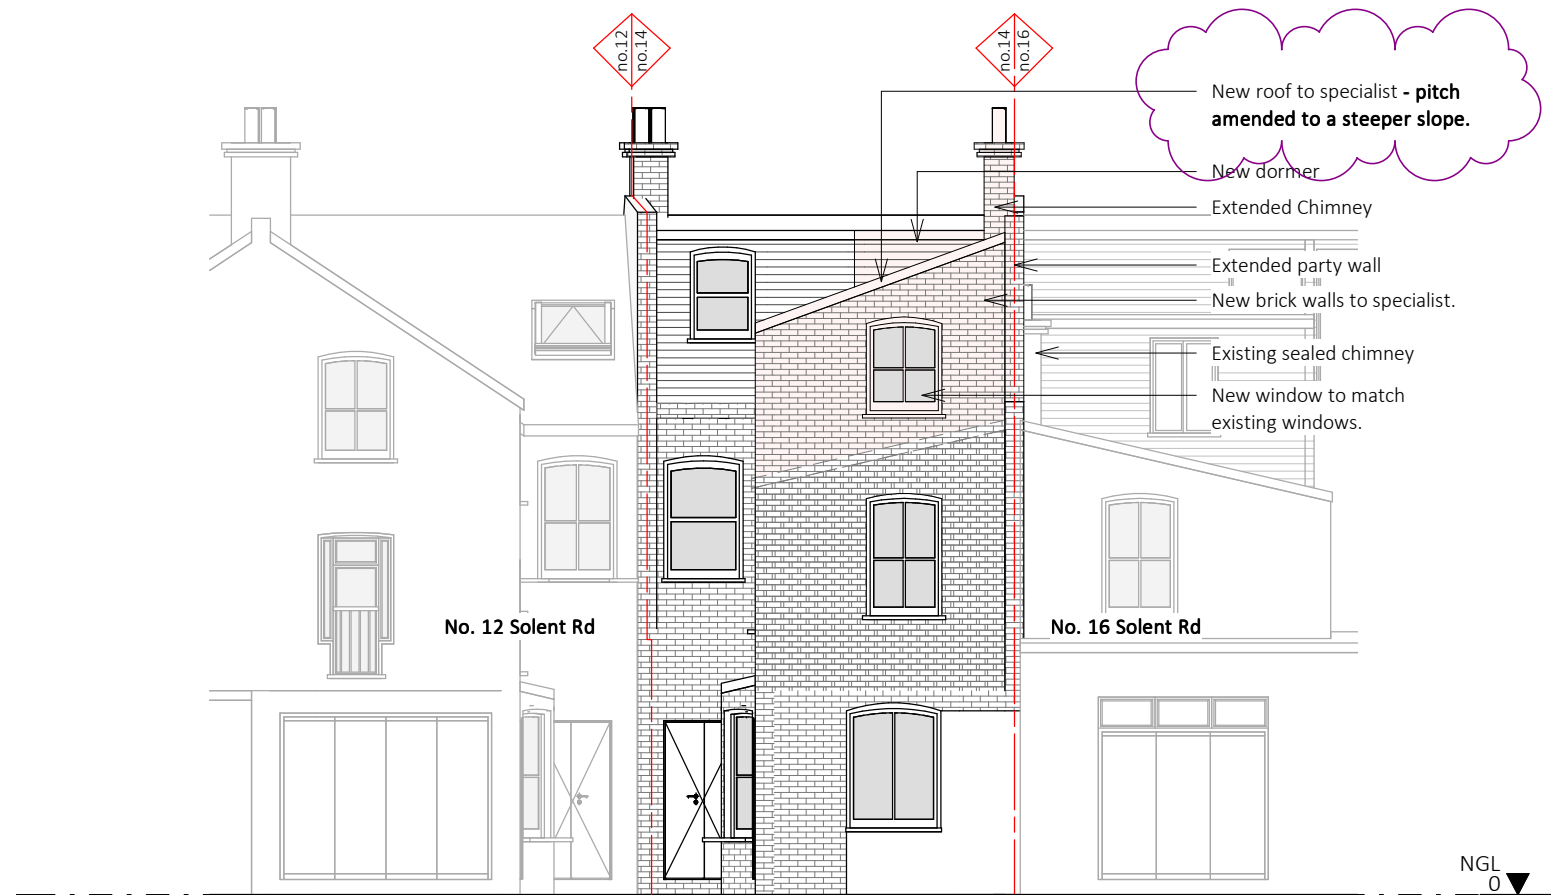 no.12
no.14
no.14
no.16
New roof to specialist - pitch
amended to a steeper slope.
New dormer
Extended Chimney
Extended party wall
New brick walls to specialist.
Existing sealed chimney
New window to match
existing windows.
No. 12 Solent Rd
No. 16 Solent Rd
NGL
0